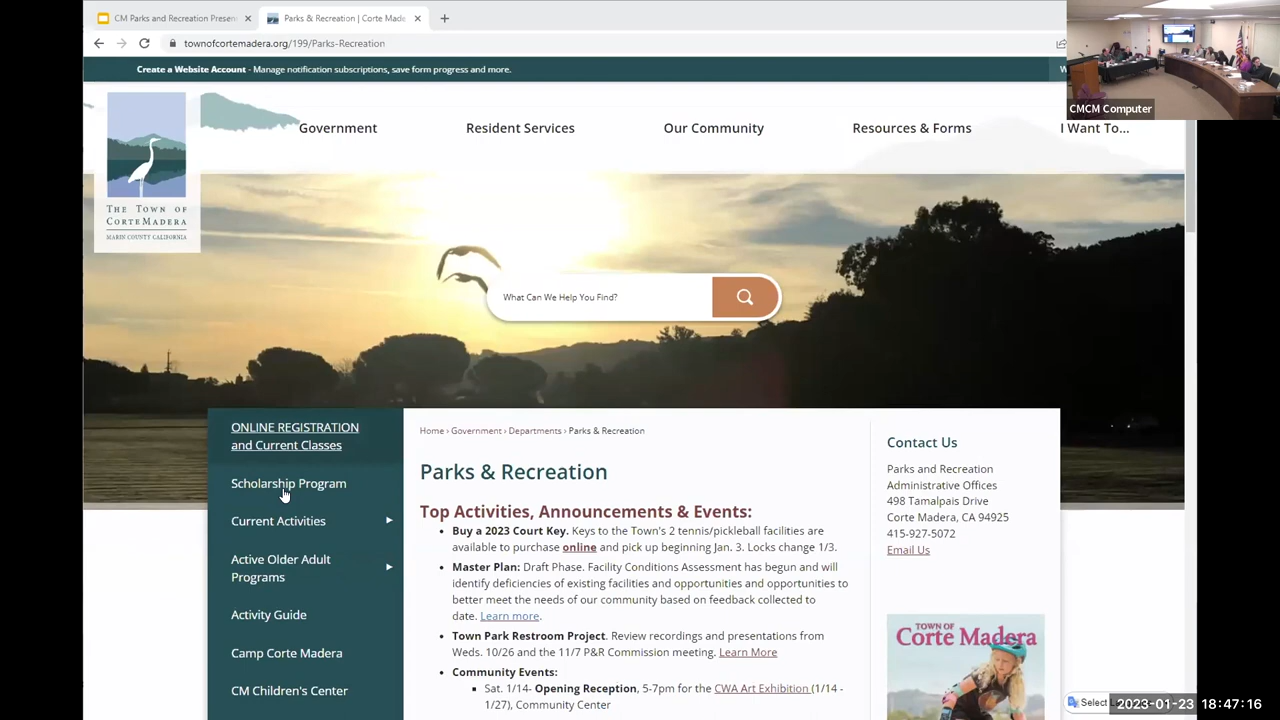 CM Parks and Recreation Presen
Parks & Recreation | Corte Made
townofcortemadera.org/199/Parks-Recreation
Create a Website Account - Manage notification subscriptions, save form progress and more.
CMCM Computer
THE TOWN OF
CORTE MADERA
MARIN COUNTY CALIFORNIA
Government
Resident Services
Our Community
Resources & Forms
I Want To...
What Can We Help You Find?
ONLINE REGISTRATION
and Current Classes
Scholarship Program
Current Activities
Active Older Adult
Programs
Activity Guide
Camp Corte Madera
CM Children's Center
Home › Government › Departments › Parks & Recreation
Parks & Recreation
Top Activities, Announcements & Events:
• Buy a 2023 Court Key. Keys to the Town's 2 tennis/pickleball facilities are
available to purchase online and pick up beginning Jan. 3. Locks change 1/3.
• Master Plan: Draft Phase. Facility Conditions Assessment has begun and will
identify deficiencies of existing facilities and opportunities and opportunities to
better meet the needs of our community based on feedback collected to
date. Learn more.
• Town Park Restroom Project. Review recordings and presentations from
Weds. 10/26 and the 11/7 P&R Commission meeting. Learn More
• Community Events:
Sat. 1/14- Opening Reception, 5-7pm for the CWA Art Exhibition (1/14 -
1/27), Community Center
Contact Us
Parks and Recreation
Administrative Offices
498 Tamalpais Drive
Corte Madera, CA 94925
415-927-5072
Email Us
TOWN OF
Corte Madera
Select
2023-01-23 18:47:16